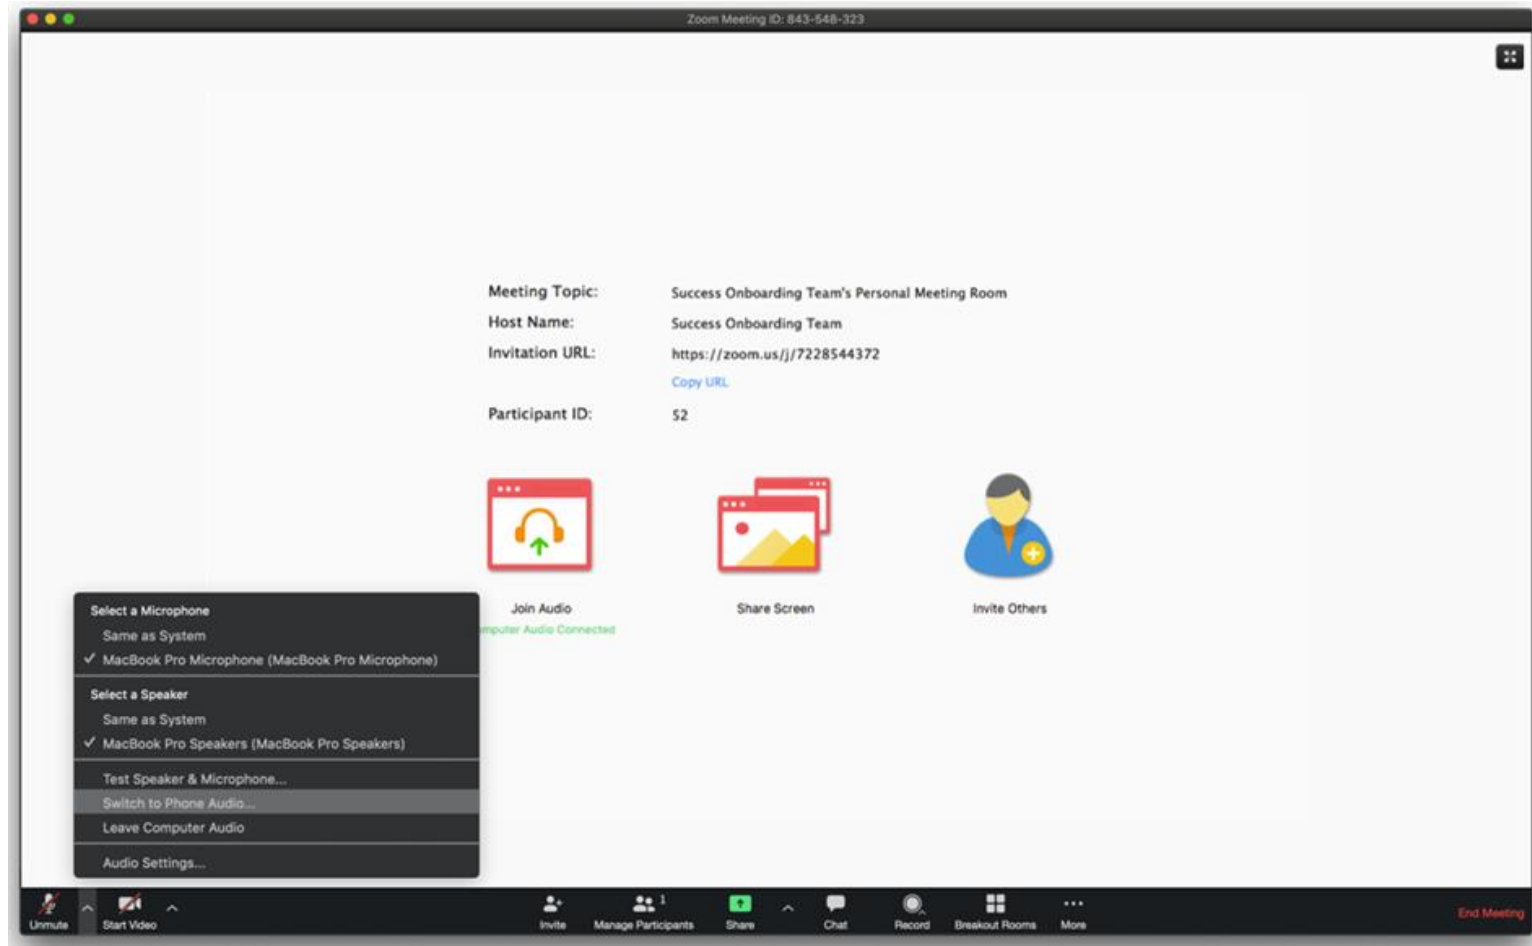 Zoom Meeting ID: 843-548-323
Meeting Topic: Success Onboarding Team's Personal Meeting Room
Host Name: Success Onboarding Team
Invitation URL: https://zoom.us/j/7228544372
Copy URL
Participant ID: 52
Join Audio Share Screen Invite Others
Computer Audio Connected
Select a Microphone
Same as System
✓ MacBook Pro Microphone (MacBook Pro Microphone)
Select a Speaker
Same as System
✓ MacBook Pro Speakers (MacBook Pro Speakers)
Test Speaker & Microphone...
Switch to Phone Audio...
Leave Computer Audio
Audio Settings...
1
Unmute Start Video Invite Manage Participants Share Chat Record Breakout Rooms More End Meeting